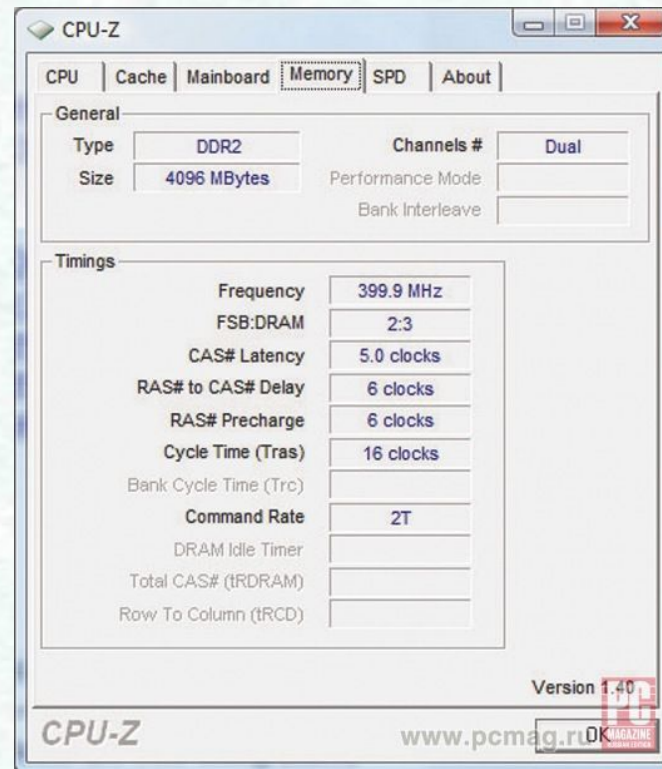 CPU-Z
CPU Cache Mainboard Memory SPD About
General
Type DDR2 Channels # Dual
Size 4096 MBytes Performance Mode
Bank Interleave
Timings
Frequency 399.9 MHz
FSB:DRAM 2:3
CAS# Latency 5.0 clocks
RAS# to CAS# Delay 6 clocks
RAS# Precharge 6 clocks
Cycle Time (Tras) 16 clocks
Bank Cycle Time (Trc)
Command Rate 2T
DRAM Idle Timer
Total CAS# (tRDRAM)
Row To Column (tRCD)
Version 1.40
CPU-Z
www.pcmag.ru
OK
PC
MAGAZINE
RUSSIAN EDITION